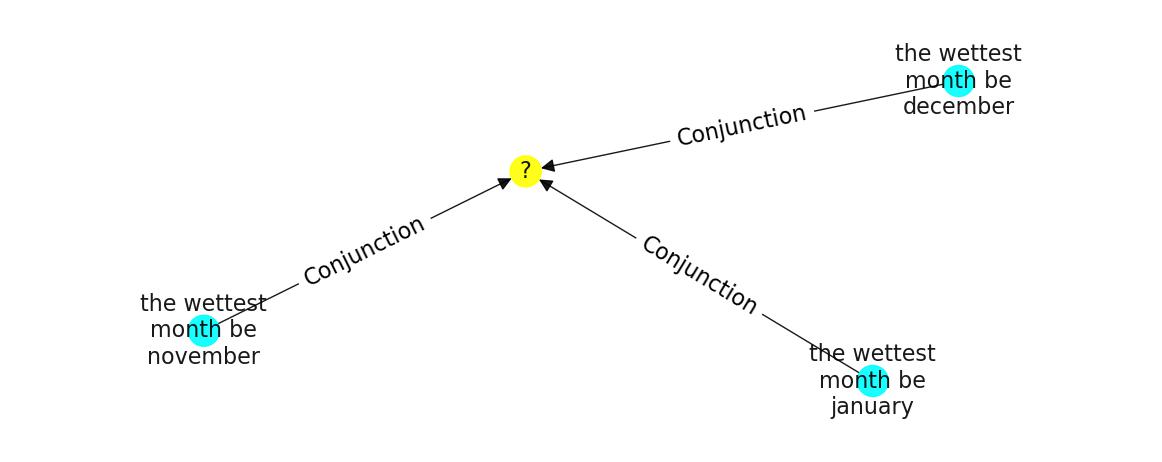 the wettest
month be
december
Conjunction
?
Conjunction
Conjunction
the wettest
month be
november
the wettest
month be
january